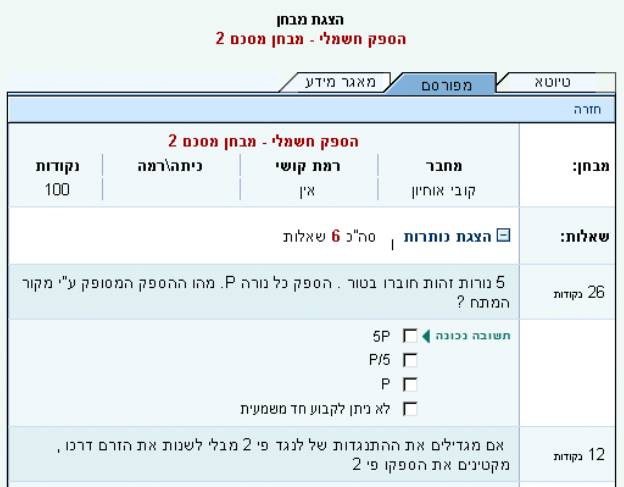 הצגת מבחן
הספק חשמלי - מבחן מסכם 2
טיוטא
מפורסם
מאגר מידע
חזרה
מבחן:
הספק חשמלי - מבחן מסכם 2
מחבר רמת קושי כיתה\רמה נקודות
קובי אוחיון אין 100
שאלות:
הצגת כותרות | סה"כ 6 שאלות
26 נקודות
5 נורות זהות חוברו בטור . הספק כל נורה P. מהו ההספק המסופק ע"י מקור
המתח ?
תשובה נכונה 5P
P/5
P
לא ניתן לקבוע חד משמעית
12 נקודות
אם מגדילים את ההתנגדות של לנגד פי 2 מבלי לשנות את הזרם דרכו ,
מקטינים את הספקו פי 2